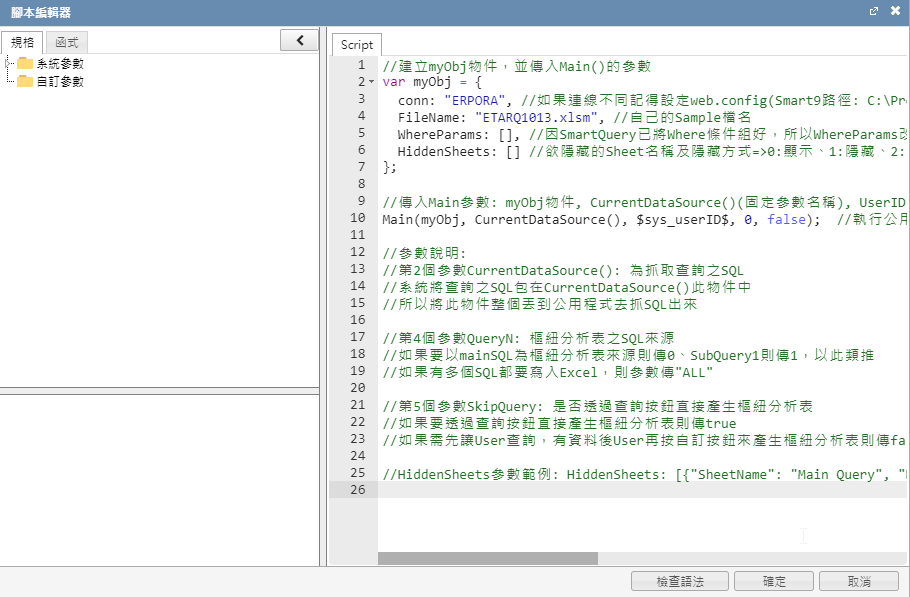 腳本編輯器
規格
函式
系統參數
自訂參數
Script
1 //建立myObj物件，並傳入Main()的參數
2 var myObj = {
3 conn: "ERPORA", //如果連線不同記得設定web.config(Smart9路徑: C:\Pr
4 FileName: "ETARQ1013.xlsm", //自己的Sample檔名
5 WhereParams: [], //因SmartQuery已將Where條件組好，所以WhereParams
6 HiddenSheets: [] //欲隱藏的Sheet名稱及隱藏方式=>0:顯示、1:隱藏、2:
7 };
8
9 //傳入Main參數: myObj物件, CurrentDataSource()(固定參數名稱), UserID
10 Main(myObj, CurrentDataSource(), $sys_userID$, 0, false); //執行公用
11
12 //參數說明:
13 //第2個參數CurrentDataSource(): 為抓取查詢之SQL
14 //系統將查詢之SQL包在CurrentDataSource()此物件中
15 //所以將此物件整個丟到公用程式去抓SQL出來
16
17 //第4個參數QueryN: 樞紐分析表之SQL來源
18 //如果要以mainSQL為樞紐分析表來源則傳0、SubQuery1則傳1，以此類推
19 //如果有多個SQL都要寫入Excel，則參數傳"ALL"
20
21 //第5個參數SkipQuery: 是否透過查詢按鈕直接產生樞紐分析表
22 //如果要透過查詢按鈕直接產生樞紐分析表則傳true
23 //如果需先讓User查詢，有資料後User再按自訂按鈕來產生樞紐分析表則傳fa
24
25 //HiddenSheets參數範例: HiddenSheets: [{"SheetName": "Main Query", "
26
檢查語法
確定
取消